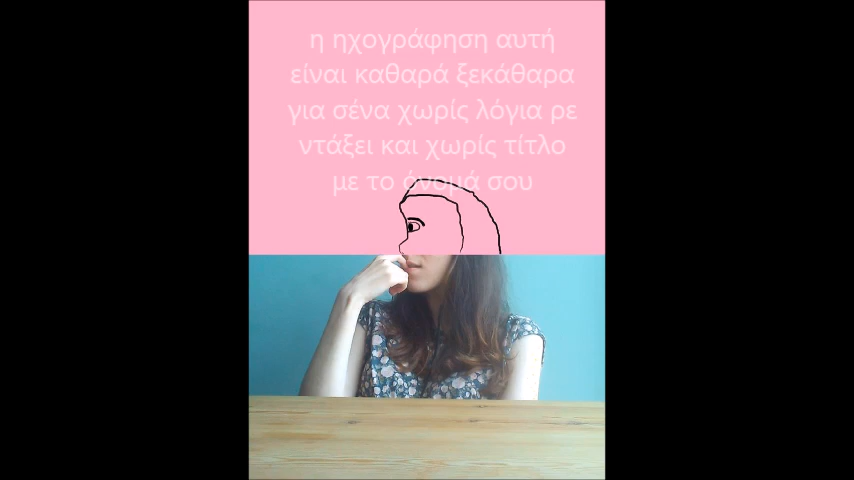 η ηχογράφηση αυτή
είναι καθαρά ξεκάθαρα
για σένα χωρίς λόγια ρε
ντάξει και χωρίς τίτλο
με το όνομά σου